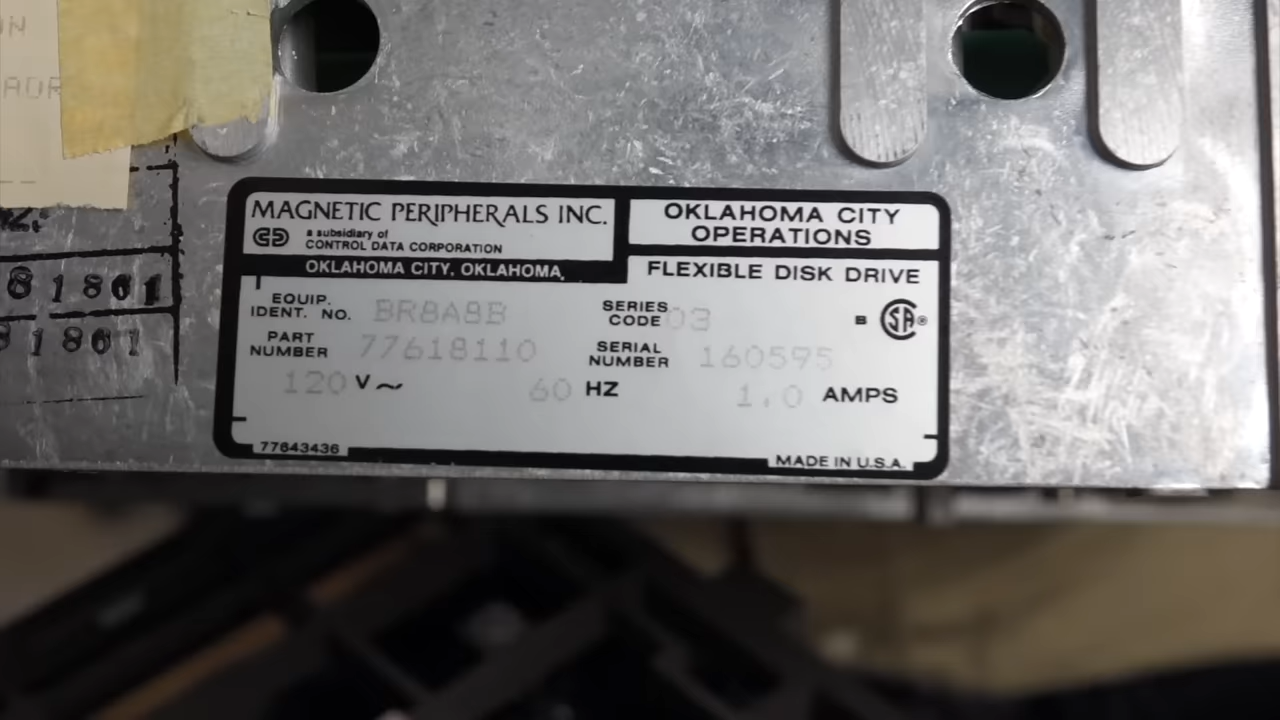 MAGNETIC PERIPHERALS INC.
a subsidiary of
CONTROL DATA CORPORATION
OKLAHOMA CITY, OKLAHOMA
OKLAHOMA CITY
OPERATIONS
FLEXIBLE DISK DRIVE
EQUIP.
IDENT. NO. BR8A8B
SERIES
CODE 03
B SA ®
PART
NUMBER 77618110
SERIAL
NUMBER 160595
120 V~ 60 HZ 1.0 AMPS
77643436
MADE IN U.S.A.
81861
81861